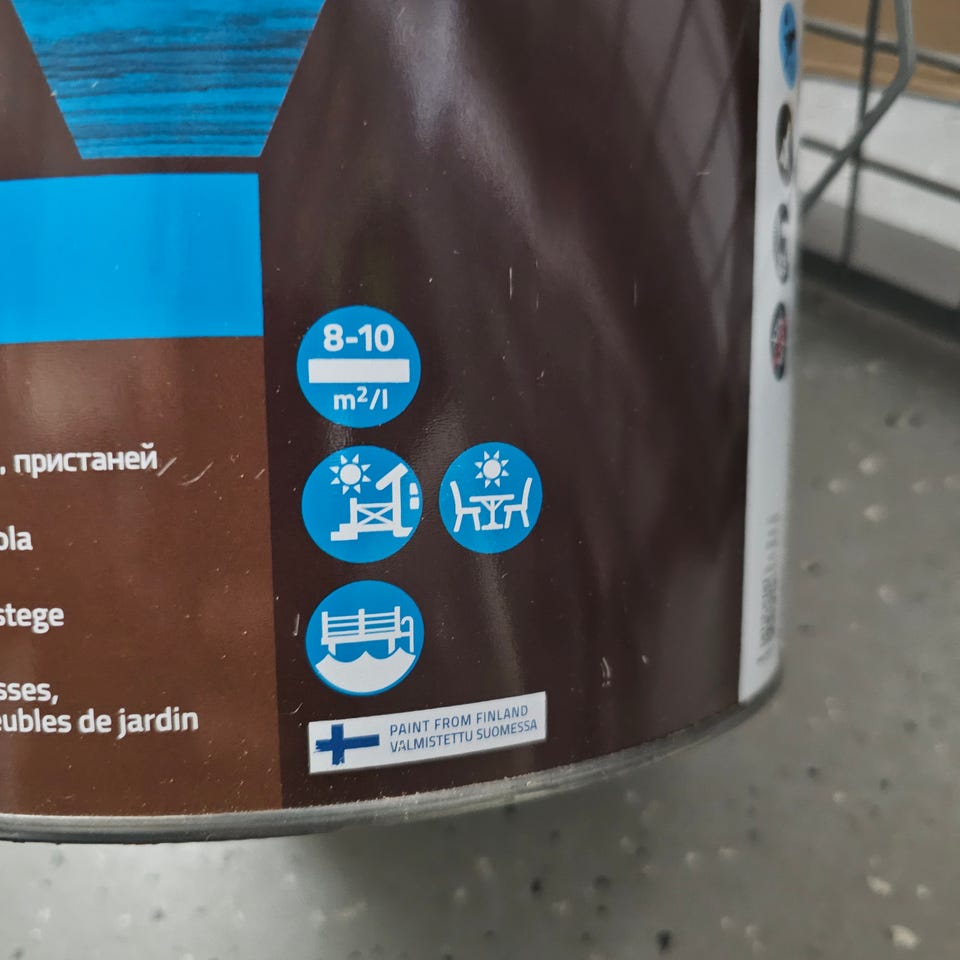 8-10
m²/l
, пристаней
ola
stege
sses,
eubles de jardin
PAINT FROM FINLAND
VALMISTETTU SUOMESSA